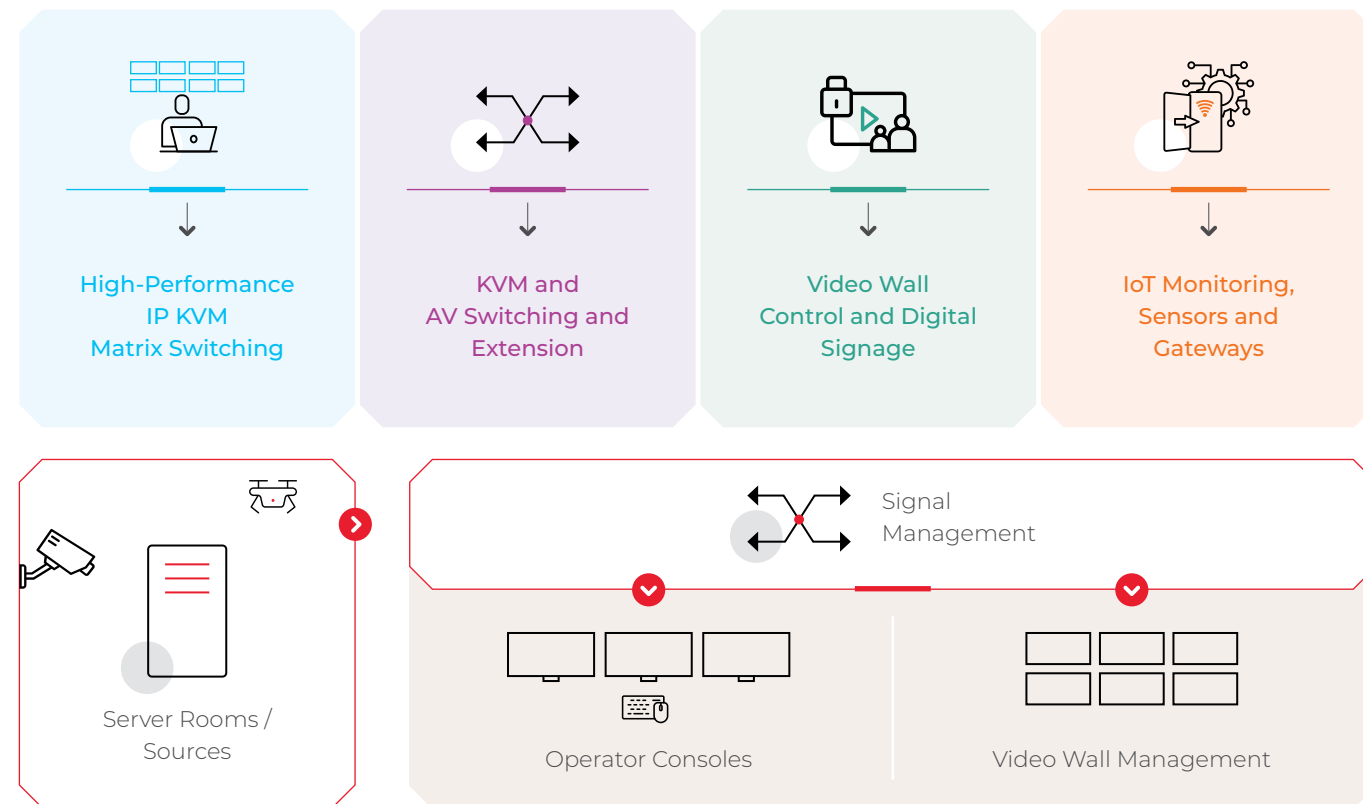 High-Performance
IP KVM
Matrix Switching
KVM and
AV Switching and
Extension
Video Wall
Control and Digital
Signage
IoT Monitoring,
Sensors and
Gateways
Server Rooms /
Sources
Signal
Management
Operator Consoles
Video Wall Management